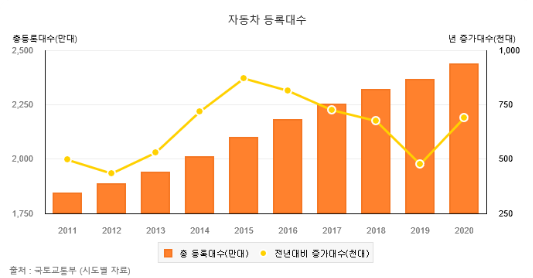 자동차 등록대수
총등록대수(만대)
년 증가대수(천대)
2,500
1,000
2,250
750
2,000
500
1,750
250
2011 2012 2013 2014 2015 2016 2017 2018 2019 2020
총 등록대수(만대) 전년대비 증가대수(천대)
출처 : 국토교통부 (시도별 자료)